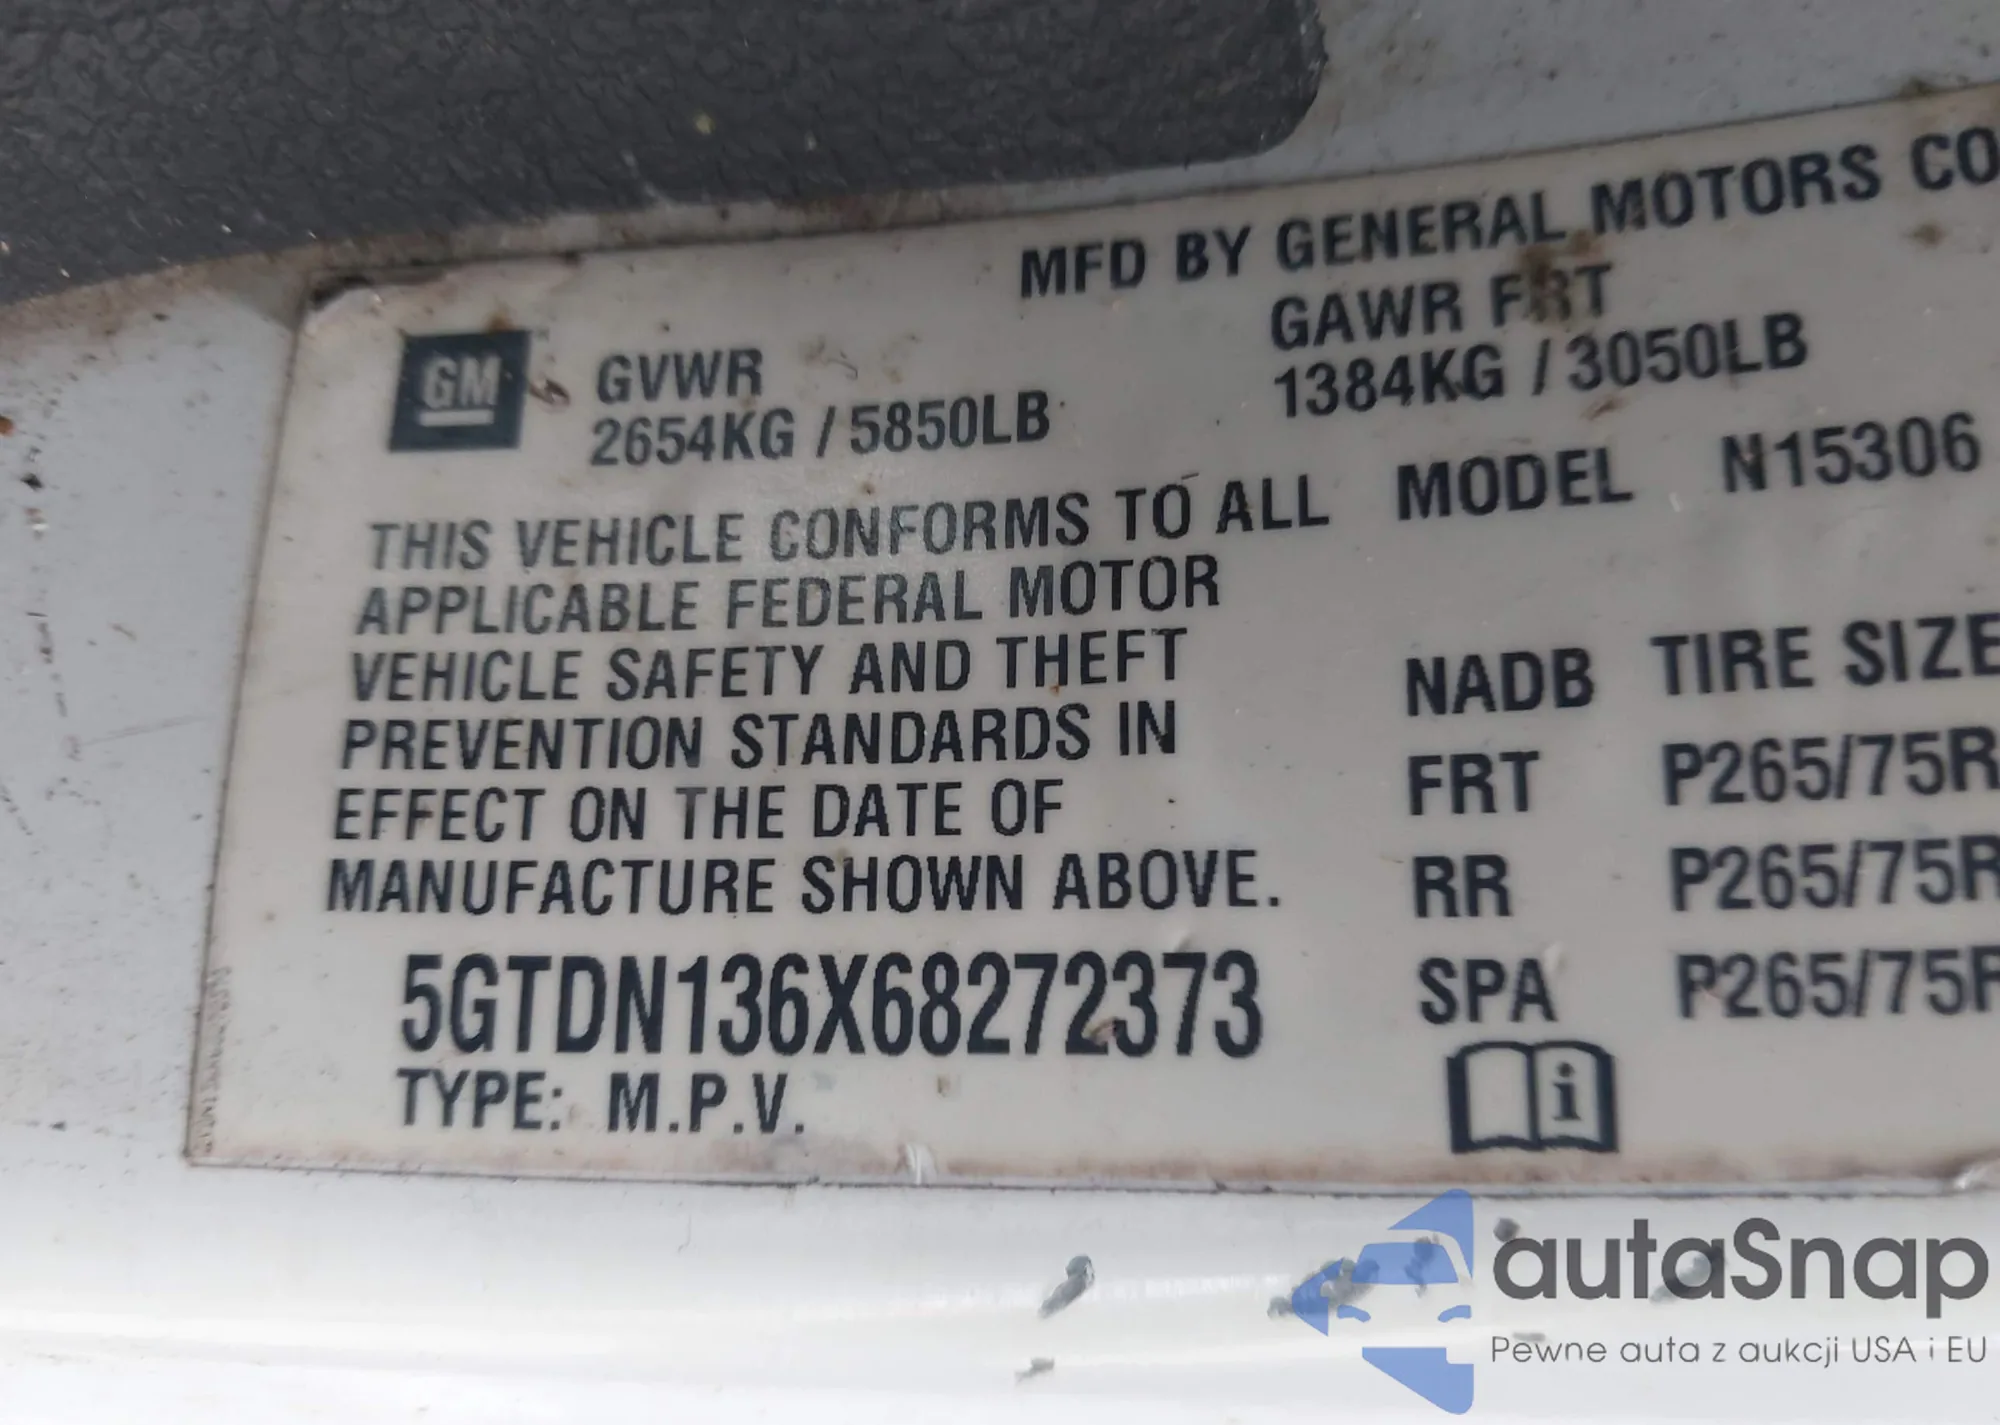 MFD BY GENERAL MOTORS CO
GM
GVWR
2654KG / 5850LB
GAWR FRT
1384KG / 3050LB
THIS VEHICLE CONFORMS TO ALL
APPLICABLE FEDERAL MOTOR
VEHICLE SAFETY AND THEFT
PREVENTION STANDARDS IN
EFFECT ON THE DATE OF
MANUFACTURE SHOWN ABOVE.
5GTDN136X68272373
TYPE: M.P.V.
MODEL N15306
NADB TIRE SIZE
FRT P265/75R
RR P265/75R
SPA P265/75R
i
autaSnap
Pewne auta z aukcji USA i EU